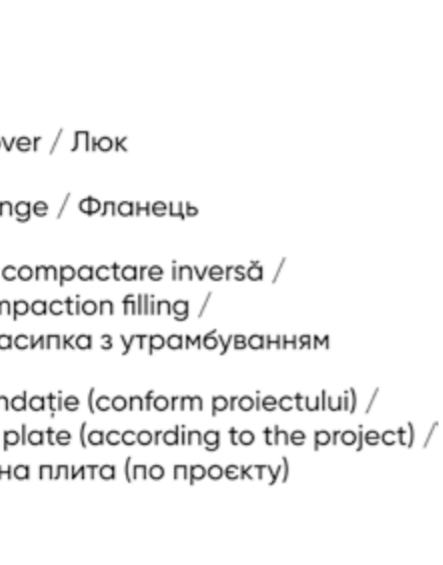 over / Люк
nge / Фланець
compactare inversă /
mpaction filling /
асипка з утрамбуванням
ndație (conform proiectului) /
plate (according to the project) /
на плита (по проєкту)